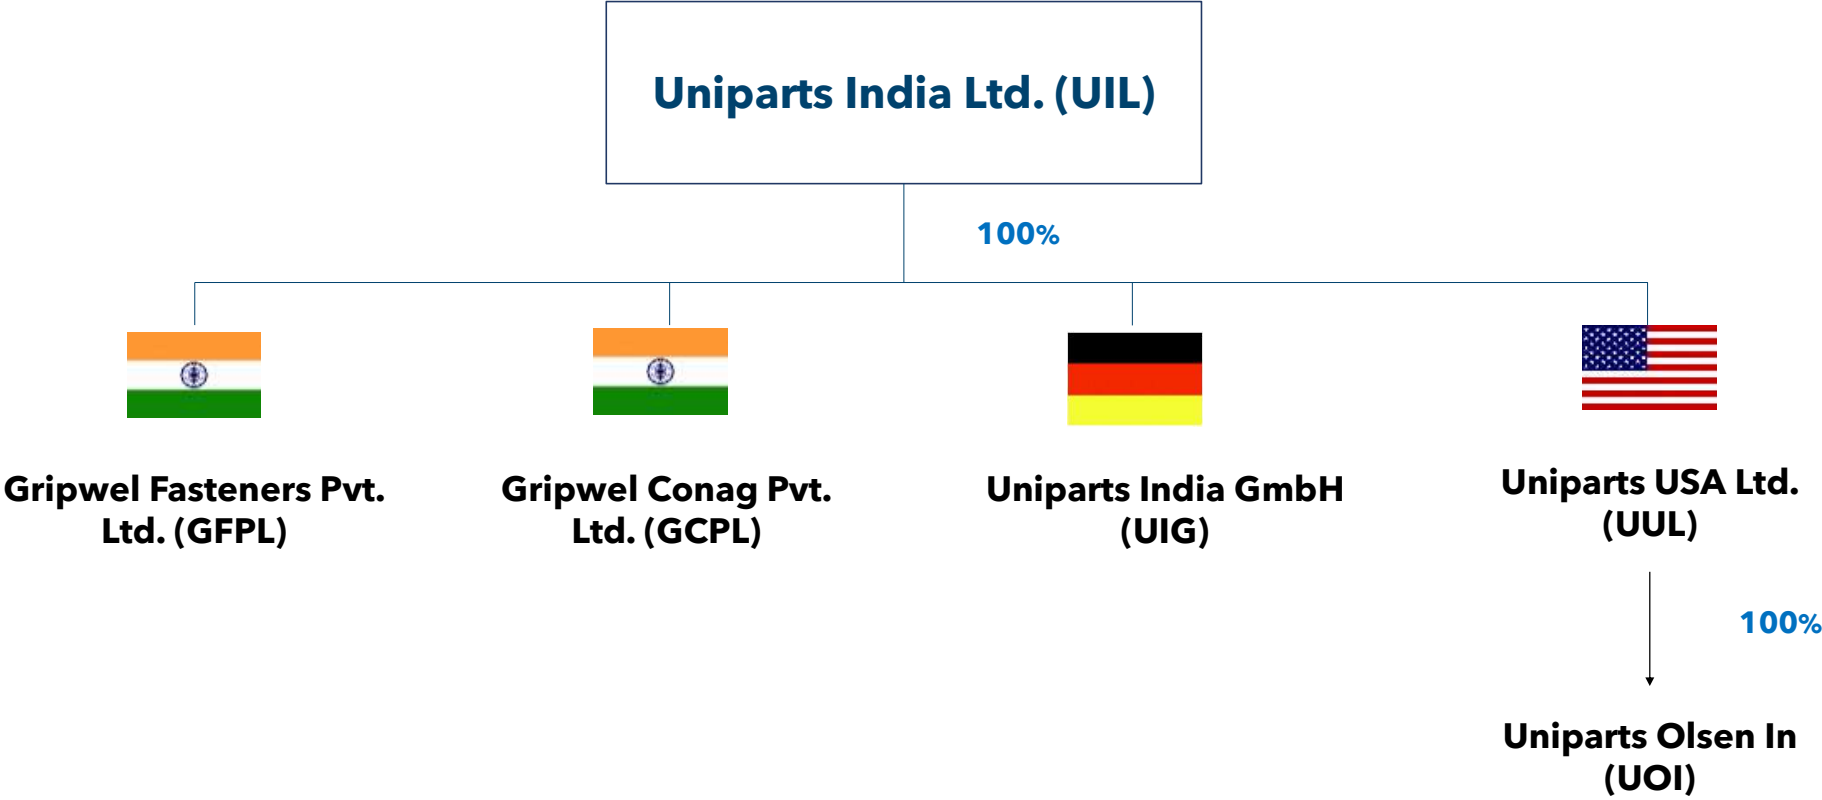 Uniparts India Ltd. (UIL)
100%
Gripwel Fasteners Pvt.
Ltd. (GFPL)
Gripwel Conag Pvt.
Ltd. (GCPL)
Uniparts India GmbH
(UIG)
Uniparts USA Ltd.
(UUL)
100%
Uniparts Olsen In
(UOI)